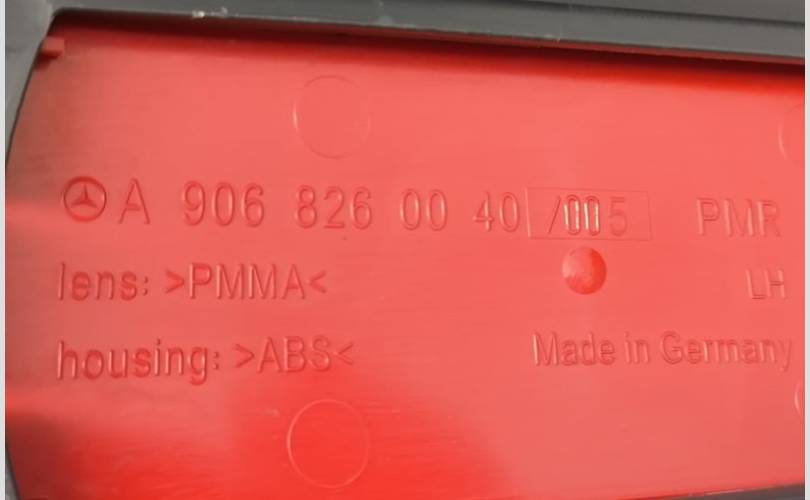 A 906 826 00 40 /005 PMR
lens: >PMMA< LH
housing: >ABS< Made in Germany